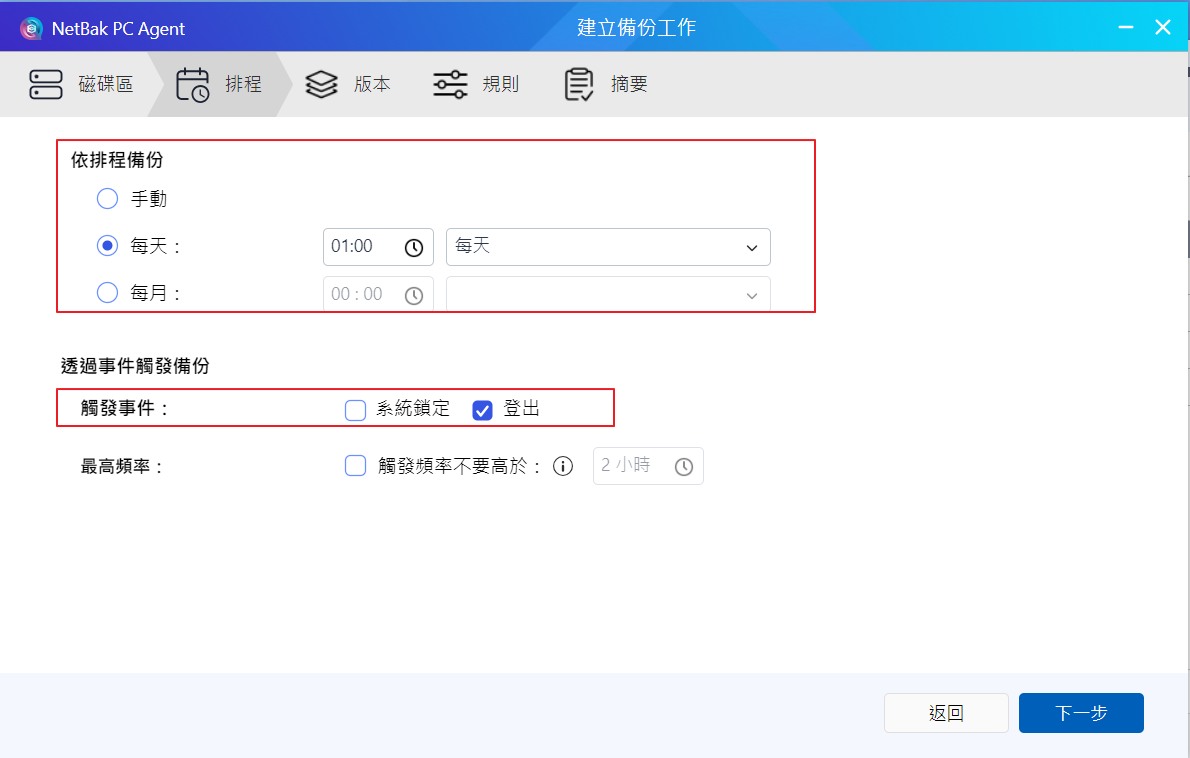 NetBak PC Agent
建立備份工作
磁碟區 排程 版本 規則 摘要
依排程備份
手動
每天： 01:00 每天
每月： 00 : 00
透過事件觸發備份
觸發事件： 系統鎖定 登出
最高頻率： 觸發頻率不要高於： 2 小時
返回 下一步